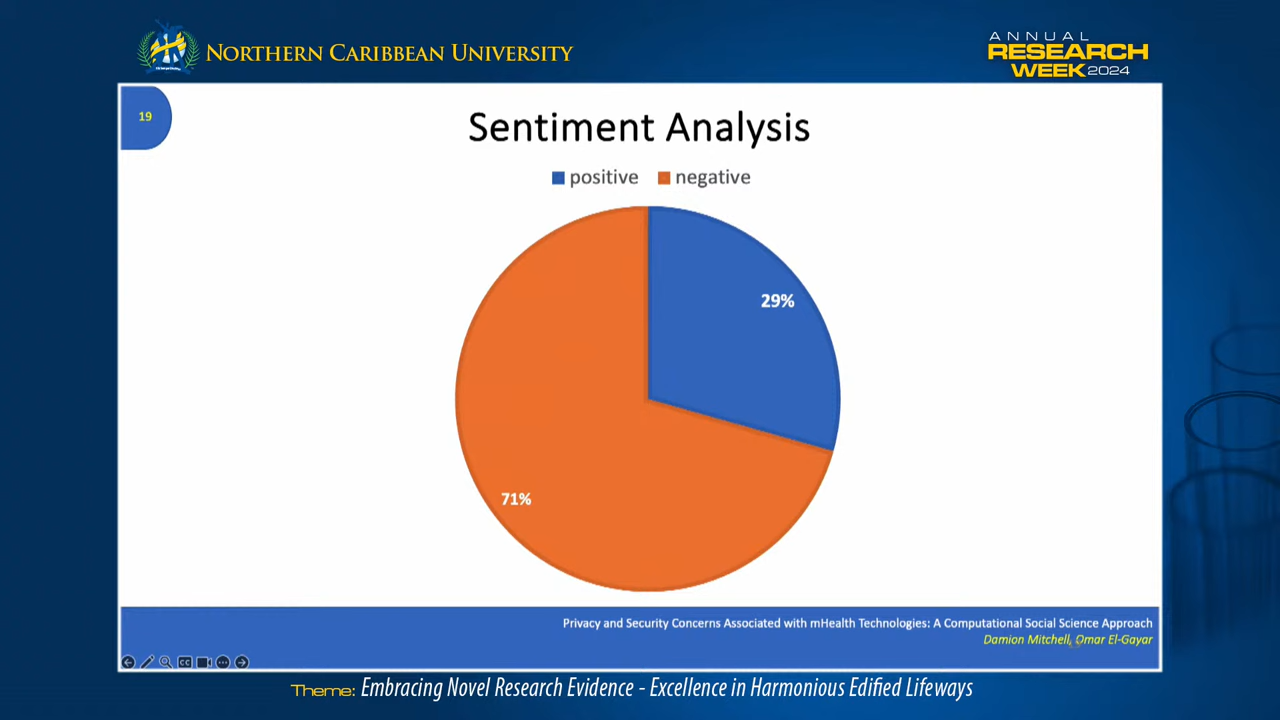 NORTHERN CARIBBEAN UNIVERSITY
ANNUAL
RESEARCH
WEEK 2024
19
Sentiment Analysis
positive negative
29%
71%
Privacy and Security Concerns Associated with mHealth Technologies: A Computational Social Science Approach
Damion Mitchell, Omar El-Gayar
CC
Theme: Embracing Novel Research Evidence - Excellence in Harmonious Edified Lifeways